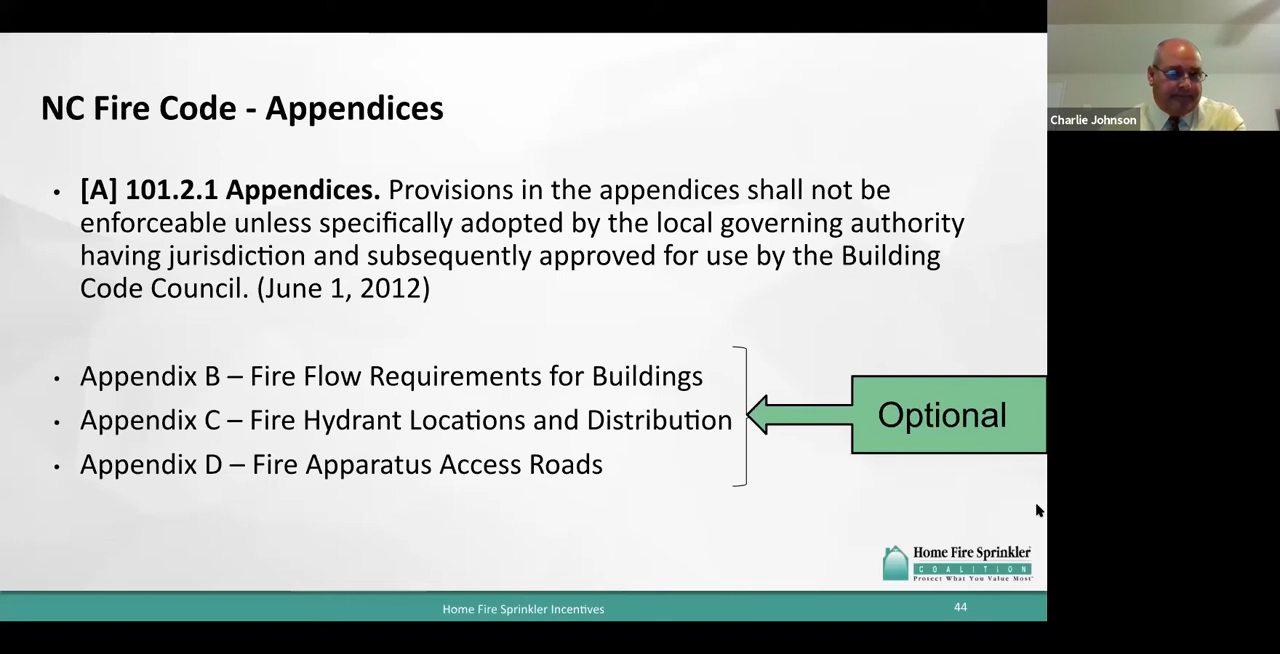 NC Fire Code - Appendices
Charlie Johnson
• [A] 101.2.1 Appendices. Provisions in the appendices shall not be
enforceable unless specifically adopted by the local governing authority
having jurisdiction and subsequently approved for use by the Building
Code Council. (June 1, 2012)
• Appendix B – Fire Flow Requirements for Buildings
• Appendix C – Fire Hydrant Locations and Distribution
• Appendix D – Fire Apparatus Access Roads
Optional
Home Fire Sprinkler
COALITION
Protect What You Value Most
Home Fire Sprinkler Incentives
44